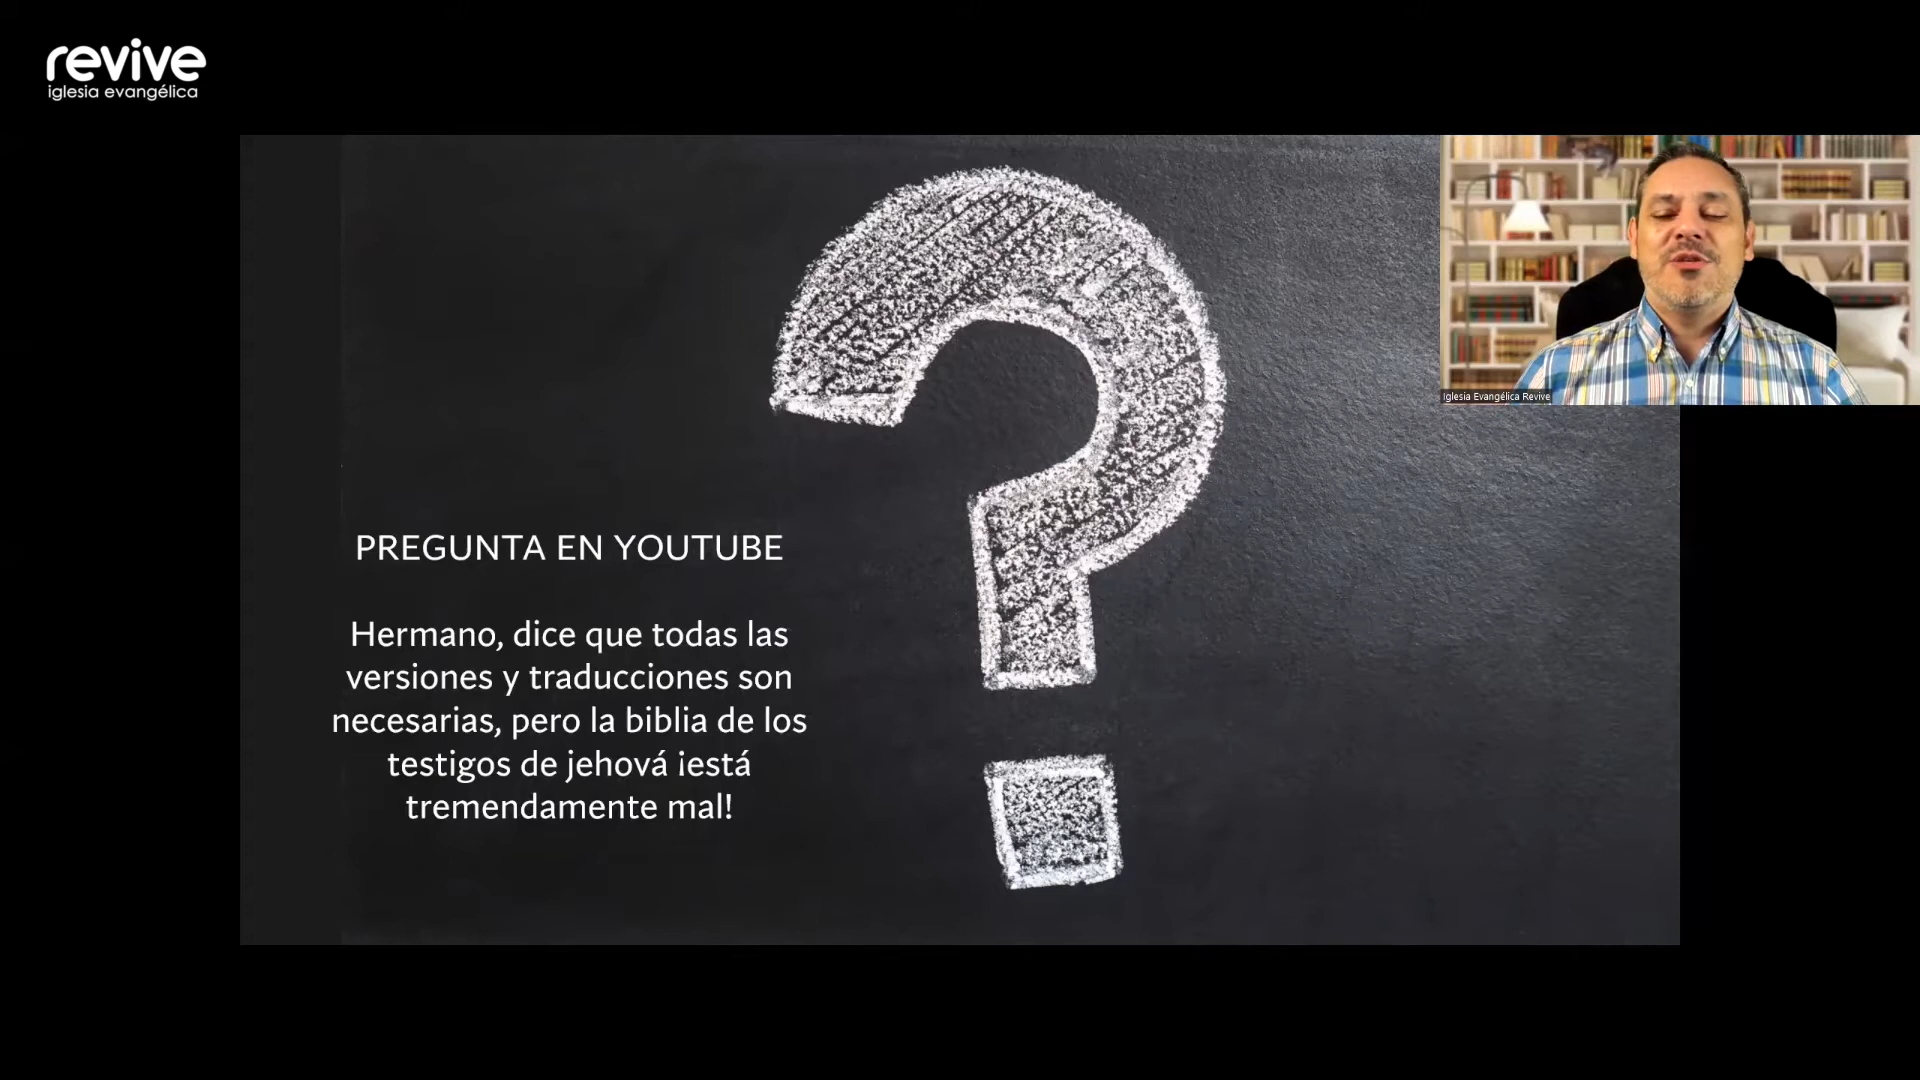 revive
iglesia evangélica
Iglesia Evangélica Revive
PREGUNTA EN YOUTUBE
Hermano, dice que todas las
versiones y traducciones son
necesarias, pero la biblia de los
testigos de jehová ¡está
tremendamente mal!